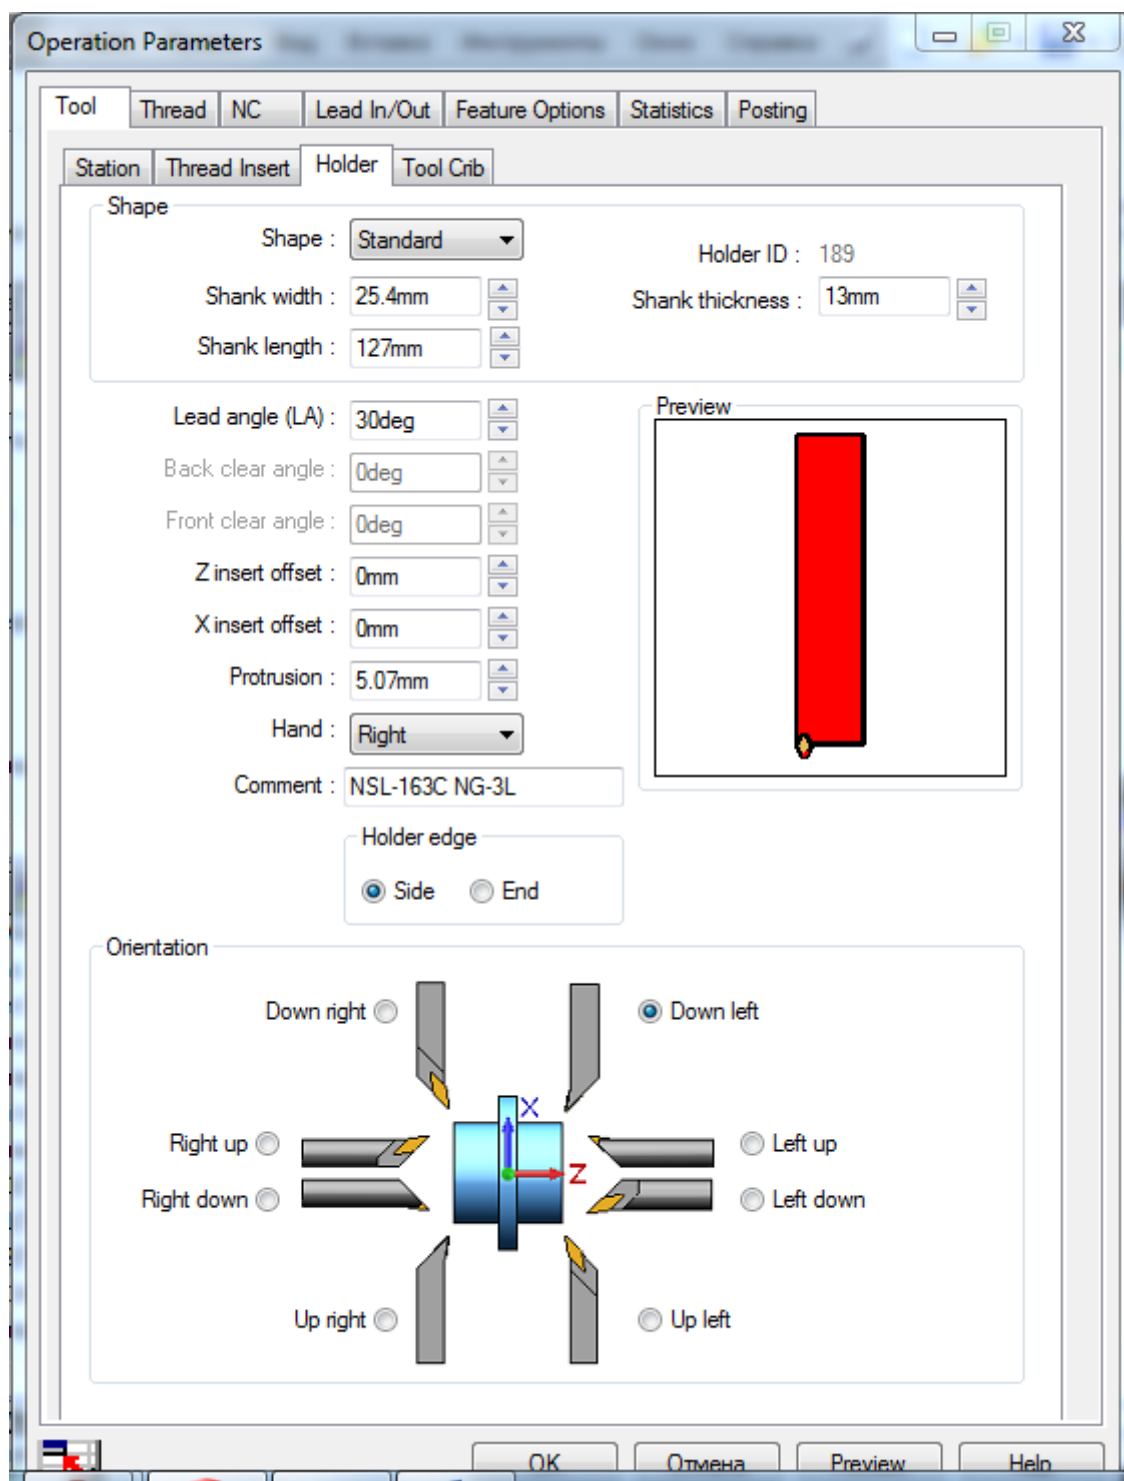 Operation Parameters
Tool Thread NC Lead In/Out Feature Options Statistics Posting
Station Thread Insert Holder Tool Crib
Shape
Shape : Standard
Holder ID : 189
Shank width : 25.4mm
Shank thickness : 13mm
Shank length : 127mm
Lead angle (LA) : 30deg
Preview
Back clear angle : 0deg
Front clear angle : 0deg
Z insert offset : 0mm
X insert offset : 0mm
Protrusion : 5.07mm
Hand : Right
Comment : NSL-163C NG-3L
Holder edge
Side End
Orientation
Down right Down left
X
Right up Left up
Z
Right down Left down
Up right Up left
OK Отмена Preview Help